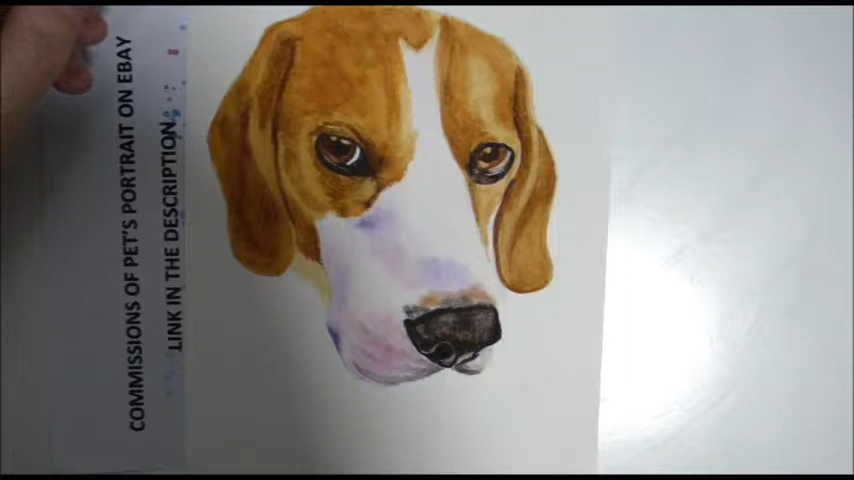 COMMISSIONS OF PET'S PORTRAIT ON EBAY
LINK IN THE DESCRIPTION